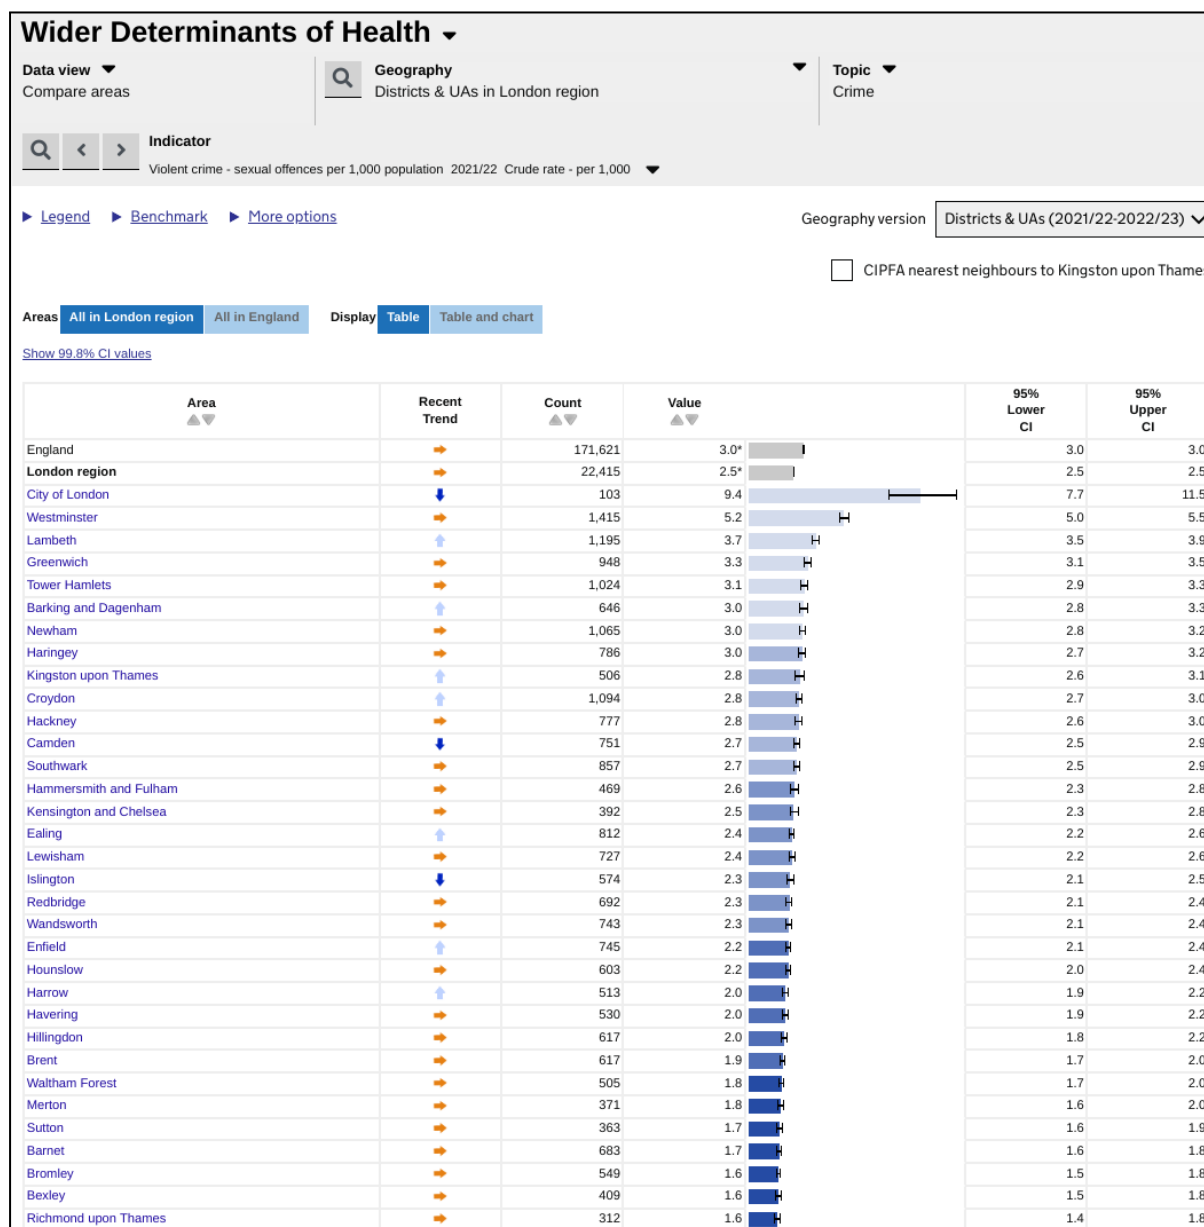 Wider Determinants of Health
Data view Geography Topic
Compare areas Districts & UAs in London region Crime
Indicator
Violent crime - sexual offences per 1,000 population 2021/22 Crude rate - per 1,000
Legend Benchmark More options Geography version Districts & UAs (2021/22-2022/23)
CIPFA nearest neighbours to Kingston upon Thame
Areas All in London region All in England Display Table Table and chart
Show 99.8% CI values
Area Recent Trend Count Value 95% Lower CI 95% Upper CI
England 171,621 3.0* 3.0 3.0
London region 22,415 2.5* 2.5 2.5
City of London 103 9.4 7.7 11.5
Westminster 1,415 5.2 5.0 5.5
Lambeth 1,195 3.7 3.5 3.9
Greenwich 948 3.3 3.1 3.5
Tower Hamlets 1,024 3.1 2.9 3.3
Barking and Dagenham 646 3.0 2.8 3.3
Newham 1,065 3.0 2.8 3.2
Haringey 786 3.0 2.7 3.2
Kingston upon Thames 506 2.8 2.6 3.1
Croydon 1,094 2.8 2.7 3.0
Hackney 777 2.8 2.6 3.0
Camden 751 2.7 2.5 2.9
Southwark 857 2.7 2.5 2.9
Hammersmith and Fulham 469 2.6 2.3 2.8
Kensington and Chelsea 392 2.5 2.3 2.8
Ealing 812 2.4 2.2 2.6
Lewisham 727 2.4 2.2 2.6
Islington 574 2.3 2.1 2.5
Redbridge 692 2.3 2.1 2.4
Wandsworth 743 2.3 2.1 2.4
Enfield 745 2.2 2.1 2.4
Hounslow 603 2.2 2.0 2.4
Harrow 513 2.0 1.9 2.2
Havering 530 2.0 1.9 2.2
Hillingdon 617 2.0 1.8 2.2
Brent 617 1.9 1.7 2.0
Waltham Forest 505 1.8 1.7 2.0
Merton 371 1.8 1.6 2.0
Sutton 363 1.7 1.6 1.9
Barnet 683 1.7 1.6 1.8
Bromley 549 1.6 1.5 1.8
Bexley 409 1.6 1.5 1.8
Richmond upon Thames 312 1.6 1.4 1.8